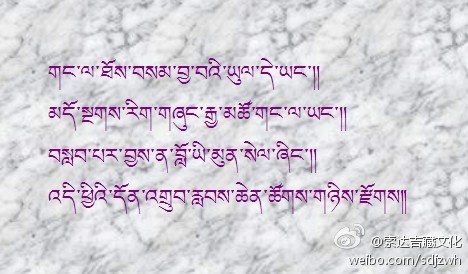 གང་ལ་ཐོས་བསམ་བྱ་བའི་ཡུལ་དེ་ཡང་༎
མདོ་སྔགས་རིག་གཞུང་རྒྱ་མཚོ་གང་ལ་ཡང་༎
བསླབ་པར་བྱས་ན་བློ་ཡི་མུན་སེལ་ཞིང་༎
འདི་ཕྱིའི་དོན་འགྲུབ་རླབས་ཆེན་ཚོགས་གཉིས་རྫོགས༎
@索达吉藏文化
weibo.com/sdjzwh